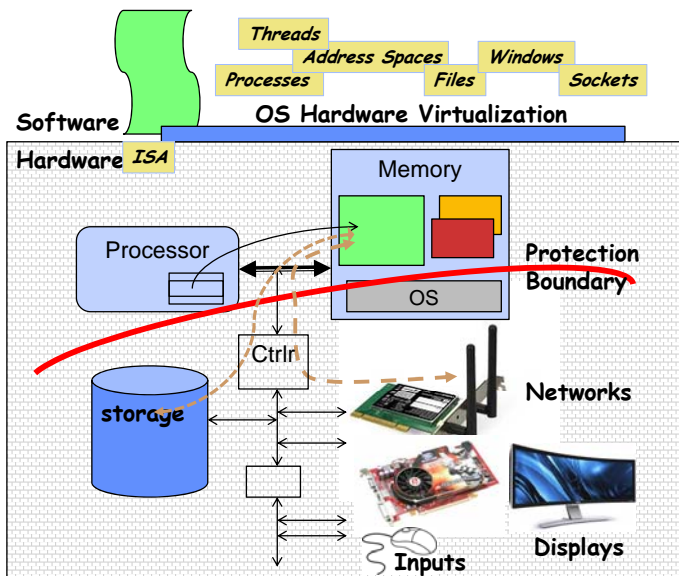 Threads
Address Spaces
Windows
Processes
Files
Sockets
OS Hardware Virtualization
Software
Hardware
ISA
Memory
Processor
Protection
Boundary
OS
Ctrlr
Networks
storage
Displays
Inputs